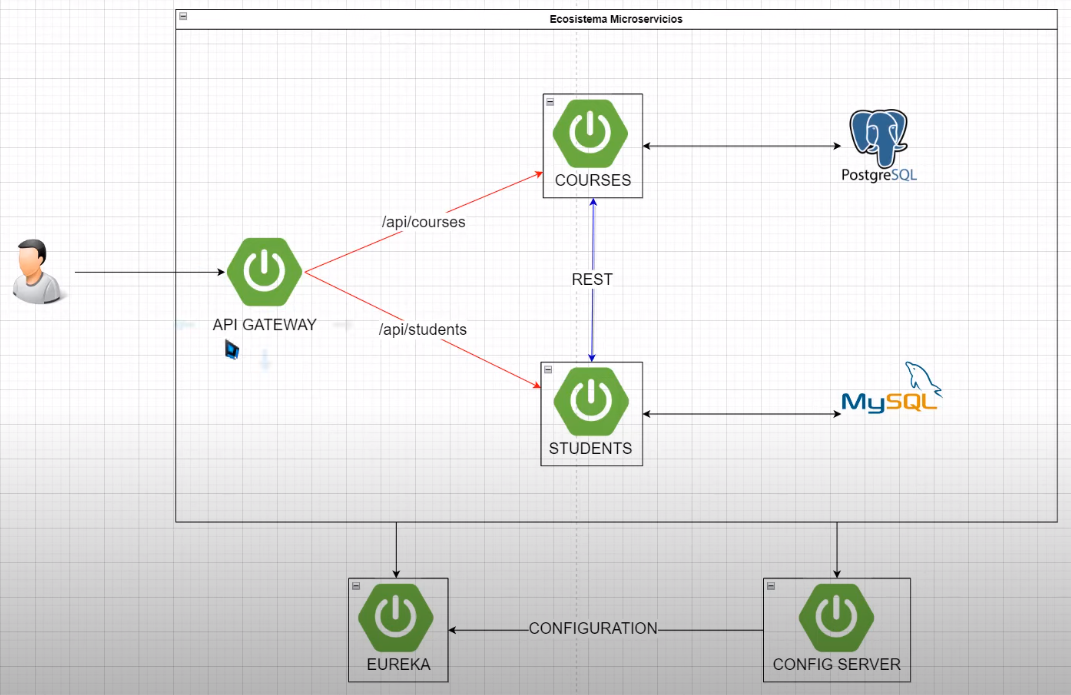 Ecosistema Microservicios
COURSES
PostgreSQL
/api/courses
REST
API GATEWAY
/api/students
MySQL
STUDENTS
EUREKA
CONFIGURATION
CONFIG SERVER